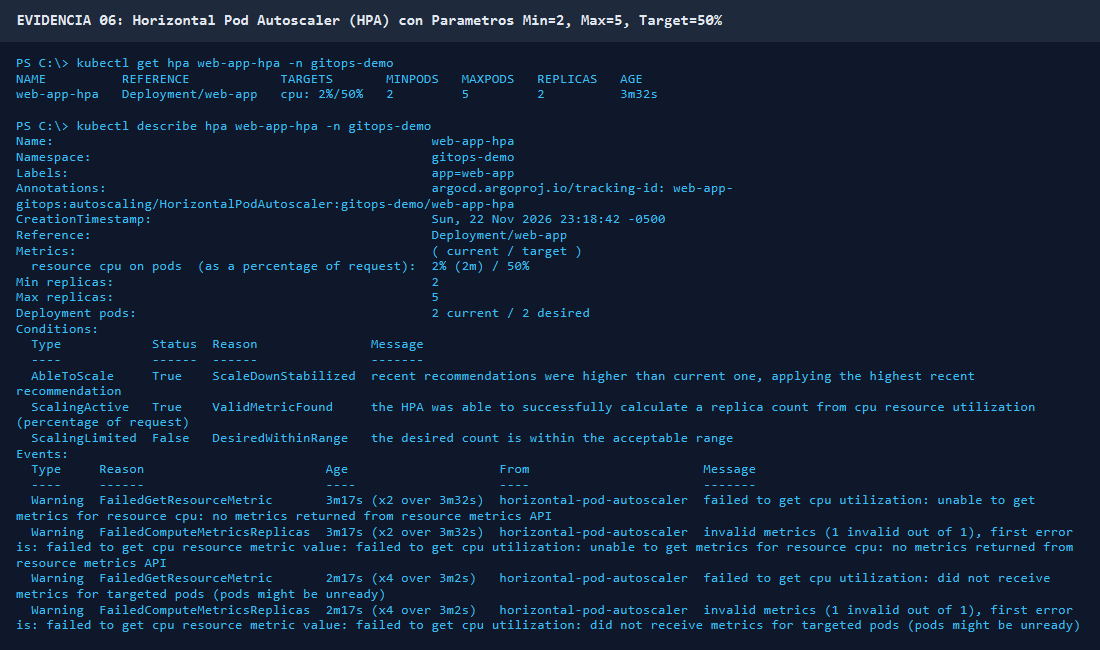 EVIDENCIA 06: Horizontal Pod Autoscaler (HPA) con Parametros Min=2, Max=5, Target=50%
PS C:\> kubectl get hpa web-app-hpa -n gitops-demo
NAME          REFERENCE            TARGETS       MINPODS   MAXPODS   REPLICAS   AGE
web-app-hpa   Deployment/web-app   cpu: 2%/50%   2         5         2          3m32s
PS C:\> kubectl describe hpa web-app-hpa -n gitops-demo
Name:                                                  web-app-hpa
Namespace:                                             gitops-demo
Labels:                                                app=web-app
Annotations:                                           argocd.argoproj.io/tracking-id: web-app-
gitops:autoscaling/HorizontalPodAutoscaler:gitops-demo/web-app-hpa
CreationTimestamp:                                     Sun, 22 Nov 2026 23:18:42 -0500
Reference:                                             Deployment/web-app
Metrics:                                               ( current / target )
  resource cpu on pods  (as a percentage of request):  2% (2m) / 50%
Min replicas:                                          2
Max replicas:                                          5
Deployment pods:                                       2 current / 2 desired
Conditions:
  Type            Status  Reason               Message
  ----            ------  ------               -------
  AbleToScale     True    ScaleDownStabilized  recent recommendations were higher than current one, applying the highest recent
recommendation
  ScalingActive   True    ValidMetricFound     the HPA was able to successfully calculate a replica count from cpu resource utilization
(percentage of request)
  ScalingLimited  False   DesiredWithinRange   the desired count is within the acceptable range
Events:
  Type     Reason                        Age                    From                       Message
  ----     ------                        ----                   ----                       -------
  Warning  FailedGetResourceMetric       3m17s (x2 over 3m32s)  horizontal-pod-autoscaler  failed to get cpu utilization: unable to get
metrics for resource cpu: no metrics returned from resource metrics API
  Warning  FailedComputeMetricsReplicas  3m17s (x2 over 3m32s)  horizontal-pod-autoscaler  invalid metrics (1 invalid out of 1), first error
is: failed to get cpu resource metric value: failed to get cpu utilization: unable to get metrics for resource cpu: no metrics returned from
resource metrics API
  Warning  FailedGetResourceMetric       2m17s (x4 over 3m2s)   horizontal-pod-autoscaler  failed to get cpu utilization: did not receive
metrics for targeted pods (pods might be unready)
  Warning  FailedComputeMetricsReplicas  2m17s (x4 over 3m2s)   horizontal-pod-autoscaler  invalid metrics (1 invalid out of 1), first error
is: failed to get cpu resource metric value: failed to get cpu utilization: did not receive metrics for targeted pods (pods might be unready)